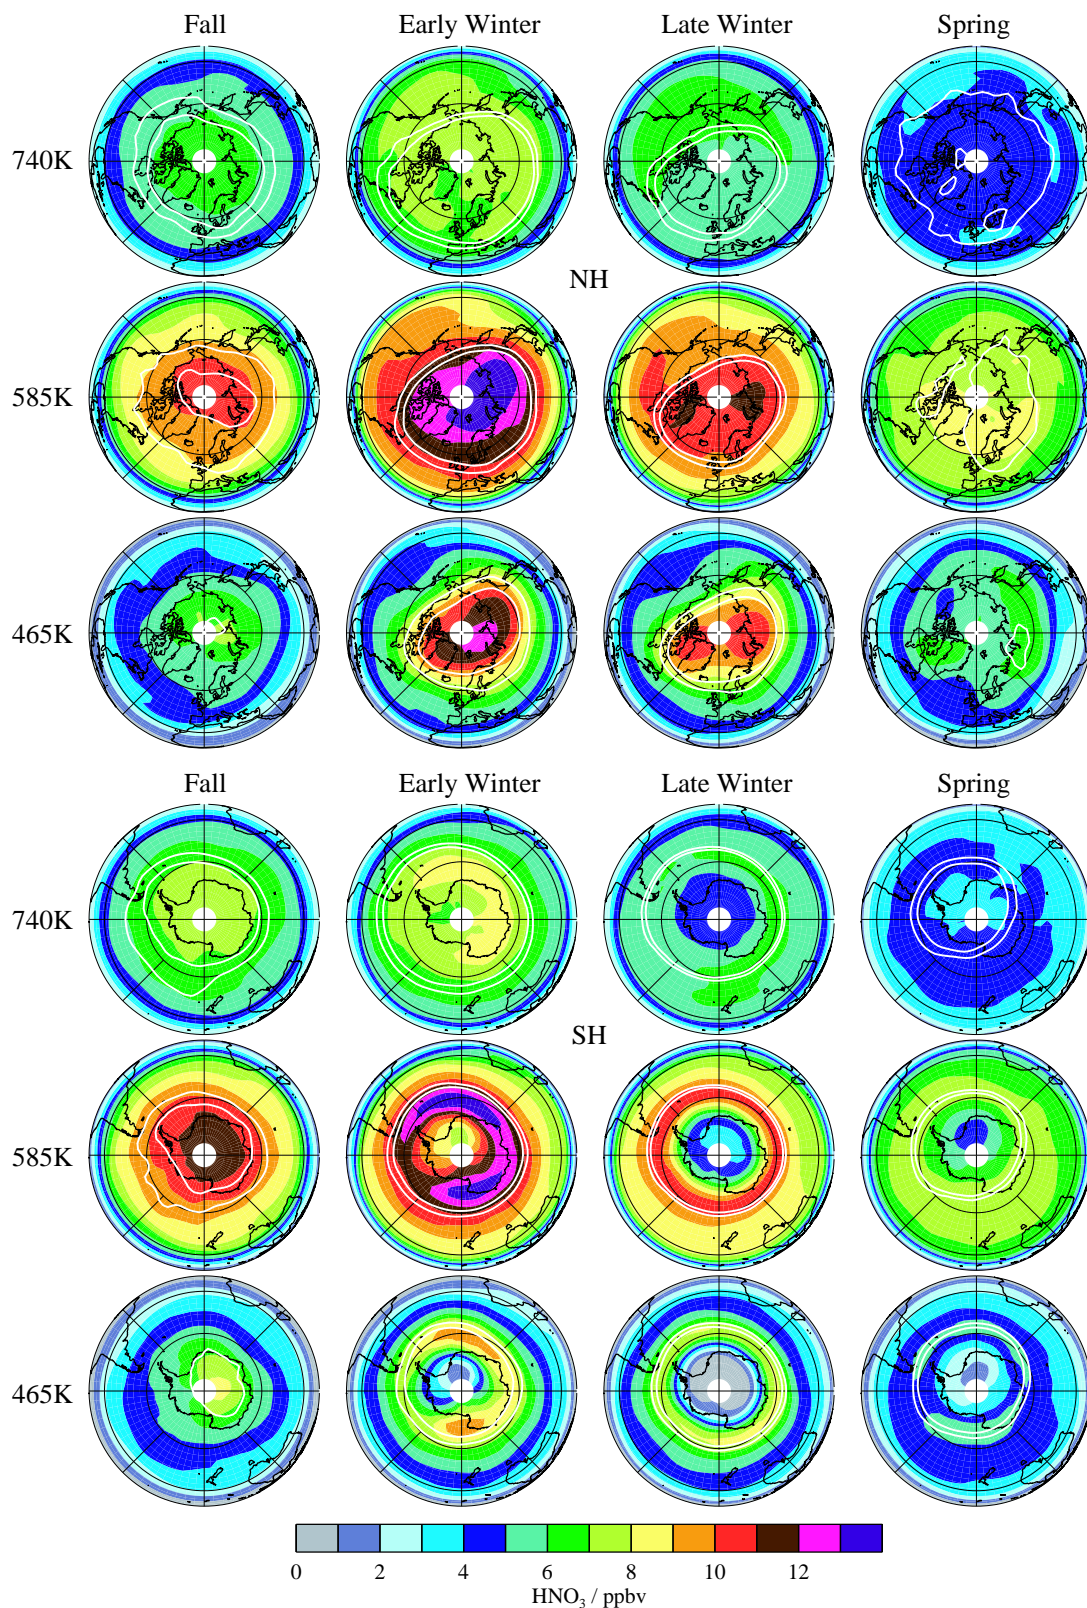 Fall Early Winter Late Winter Spring
740K
NH
585K
465K
Fall Early Winter Late Winter Spring
740K
SH
585K
465K
0 2 4 6 8 10 12
HNO₃ / ppbv